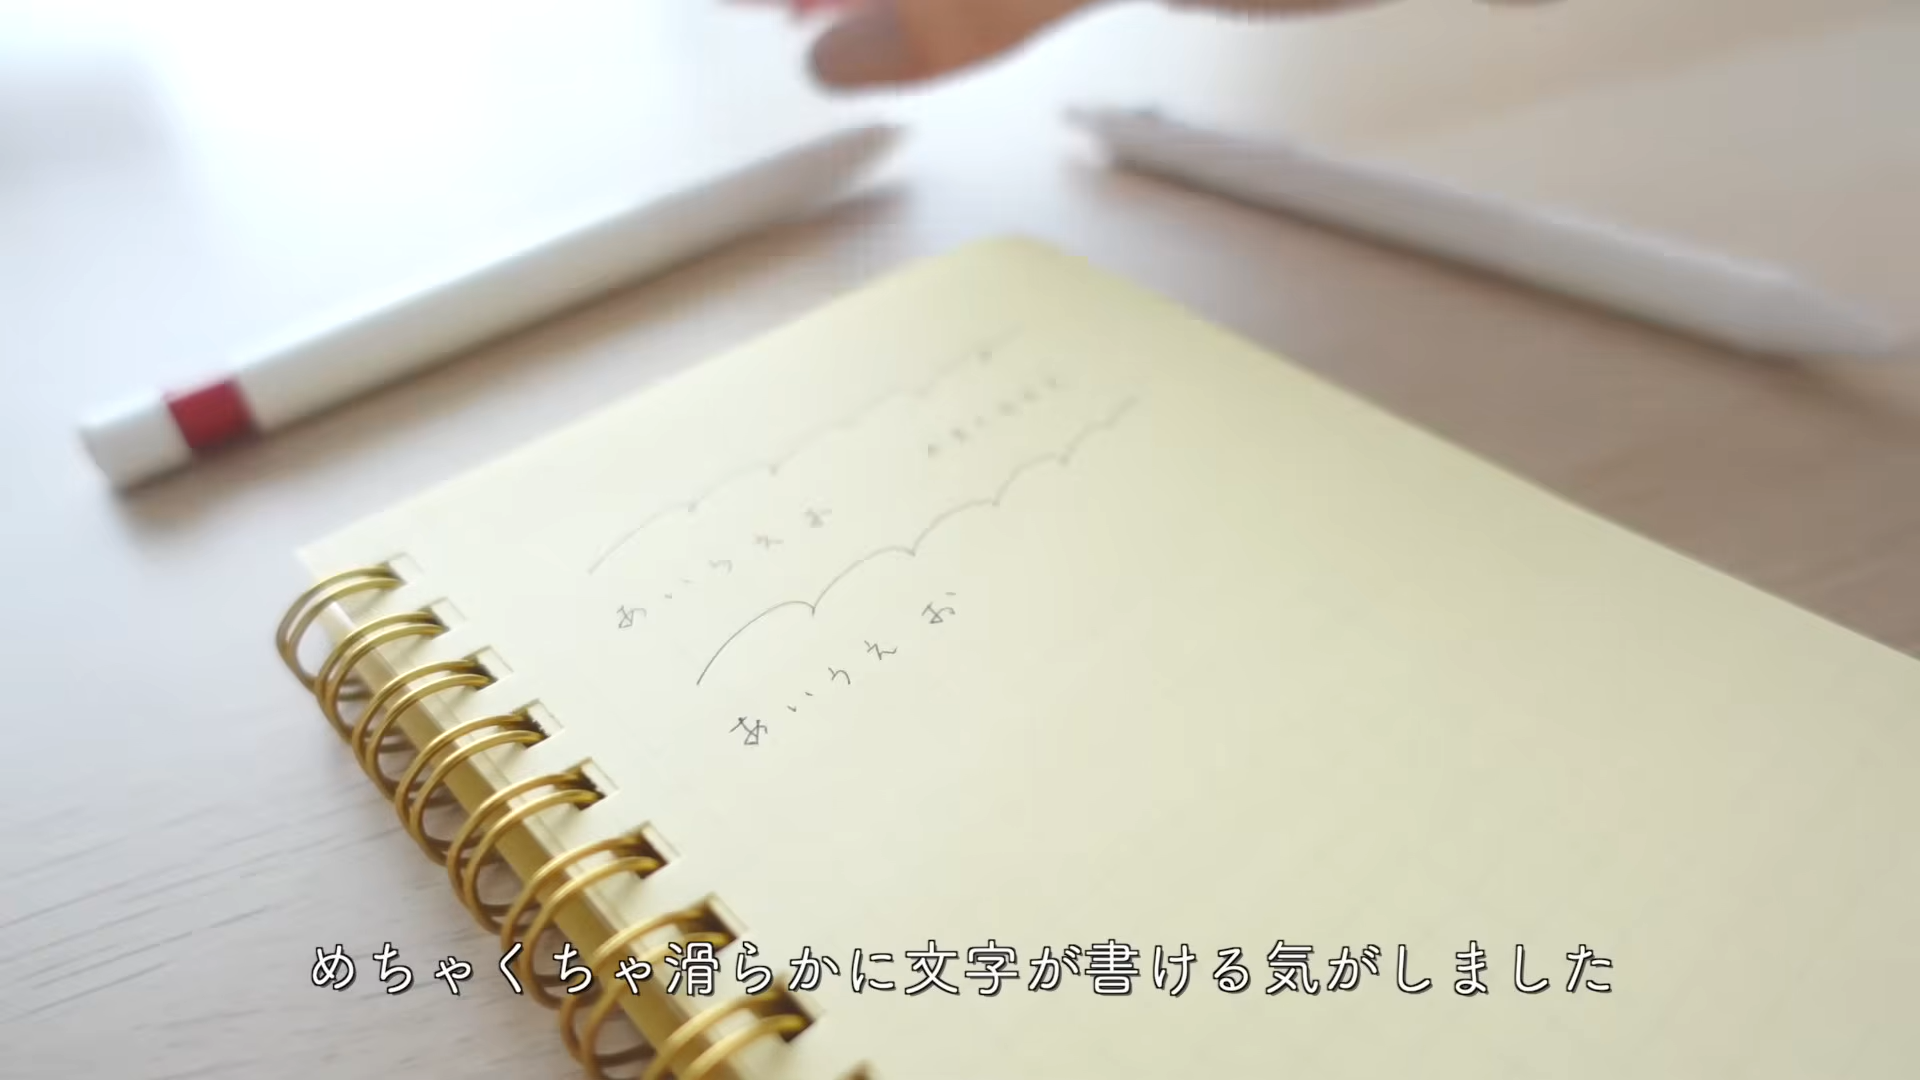 あいうえお
あいうえお
めちゃくちゃ滑らかに文字が書ける気がしました